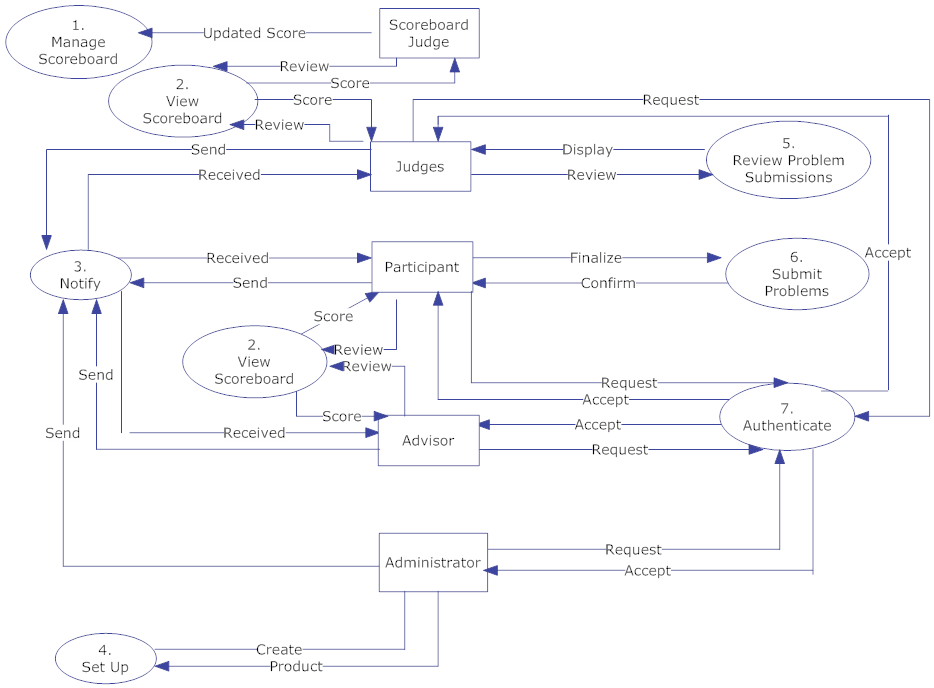 1.
Manage
Scoreboard
Updated Score
Scoreboard
Judge
Review
Score
2.
View
Scoreboard
Score
Review
Request
Send
Judges
Display
5.
Review Problem
Submissions
Received
Review
Accept
3.
Notify
Received
Send
Participant
Finalize
Confirm
6.
Submit
Problems
Score
2.
View
Scoreboard
Review
Review
Send
Request
Accept
7.
Authenticate
Score
Accept
Send
Received
Advisor
Request
Administrator
Request
Accept
4.
Set Up
Create
Product